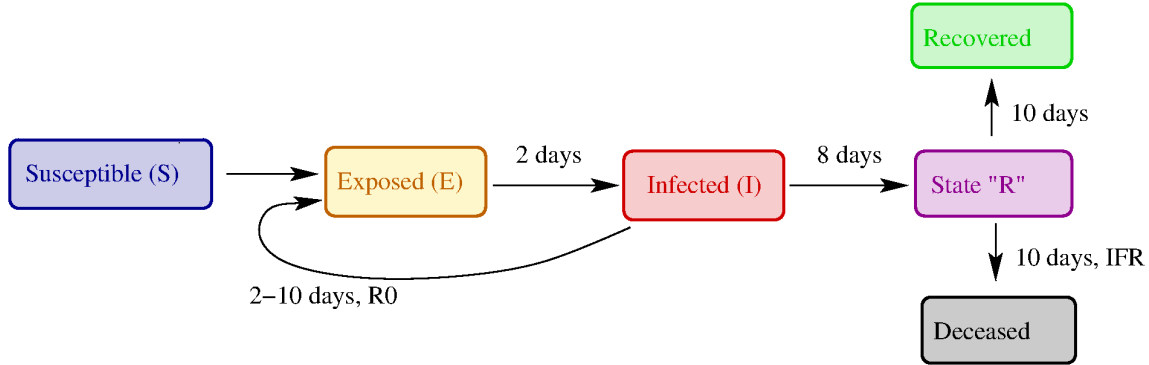 Recovered
10 days
Susceptible (S)
Exposed (E)
2 days
Infected (I)
8 days
State "R"
2−10 days, R0
10 days, IFR
Deceased